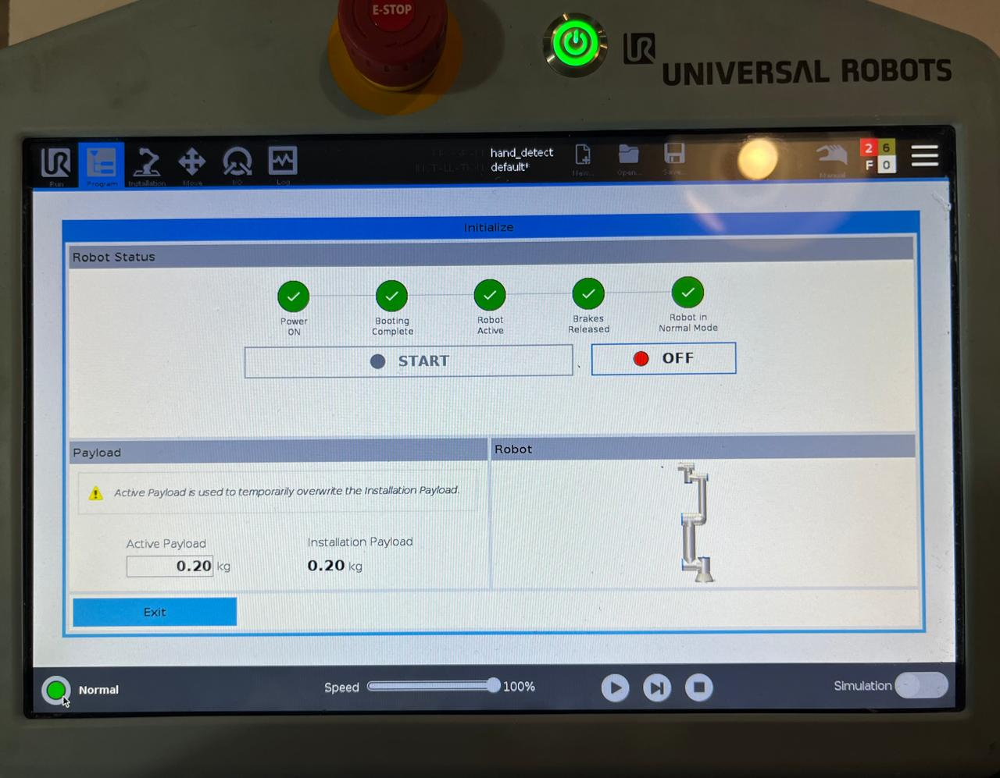 E-STOP
UR
UNIVERSAL ROBOTS
UR
Run
Program
Installation
Move
I/O
Log
hand_detect
default*
New...
Open...
Save...
Manual
2 6
F 0
Initialize
Robot Status
Power
ON
Booting
Complete
Robot
Active
Brakes
Released
Robot in
Normal Mode
START
OFF
Payload
Robot
Active Payload is used to temporarily overwrite the Installation Payload.
Active Payload
Installation Payload
0.20 kg
0.20 kg
Exit
Normal
Speed
100%
Simulation